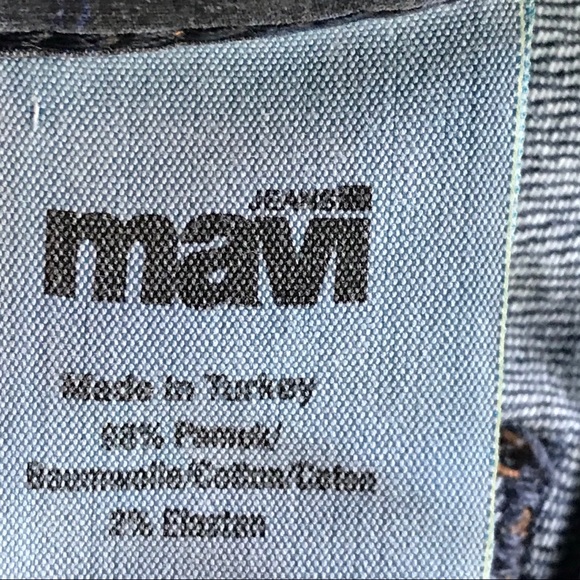 JEANS
mavi
Made in Turkey
98% Pamuk/
Baumwolle/Cotton/Coton
2% Elastan